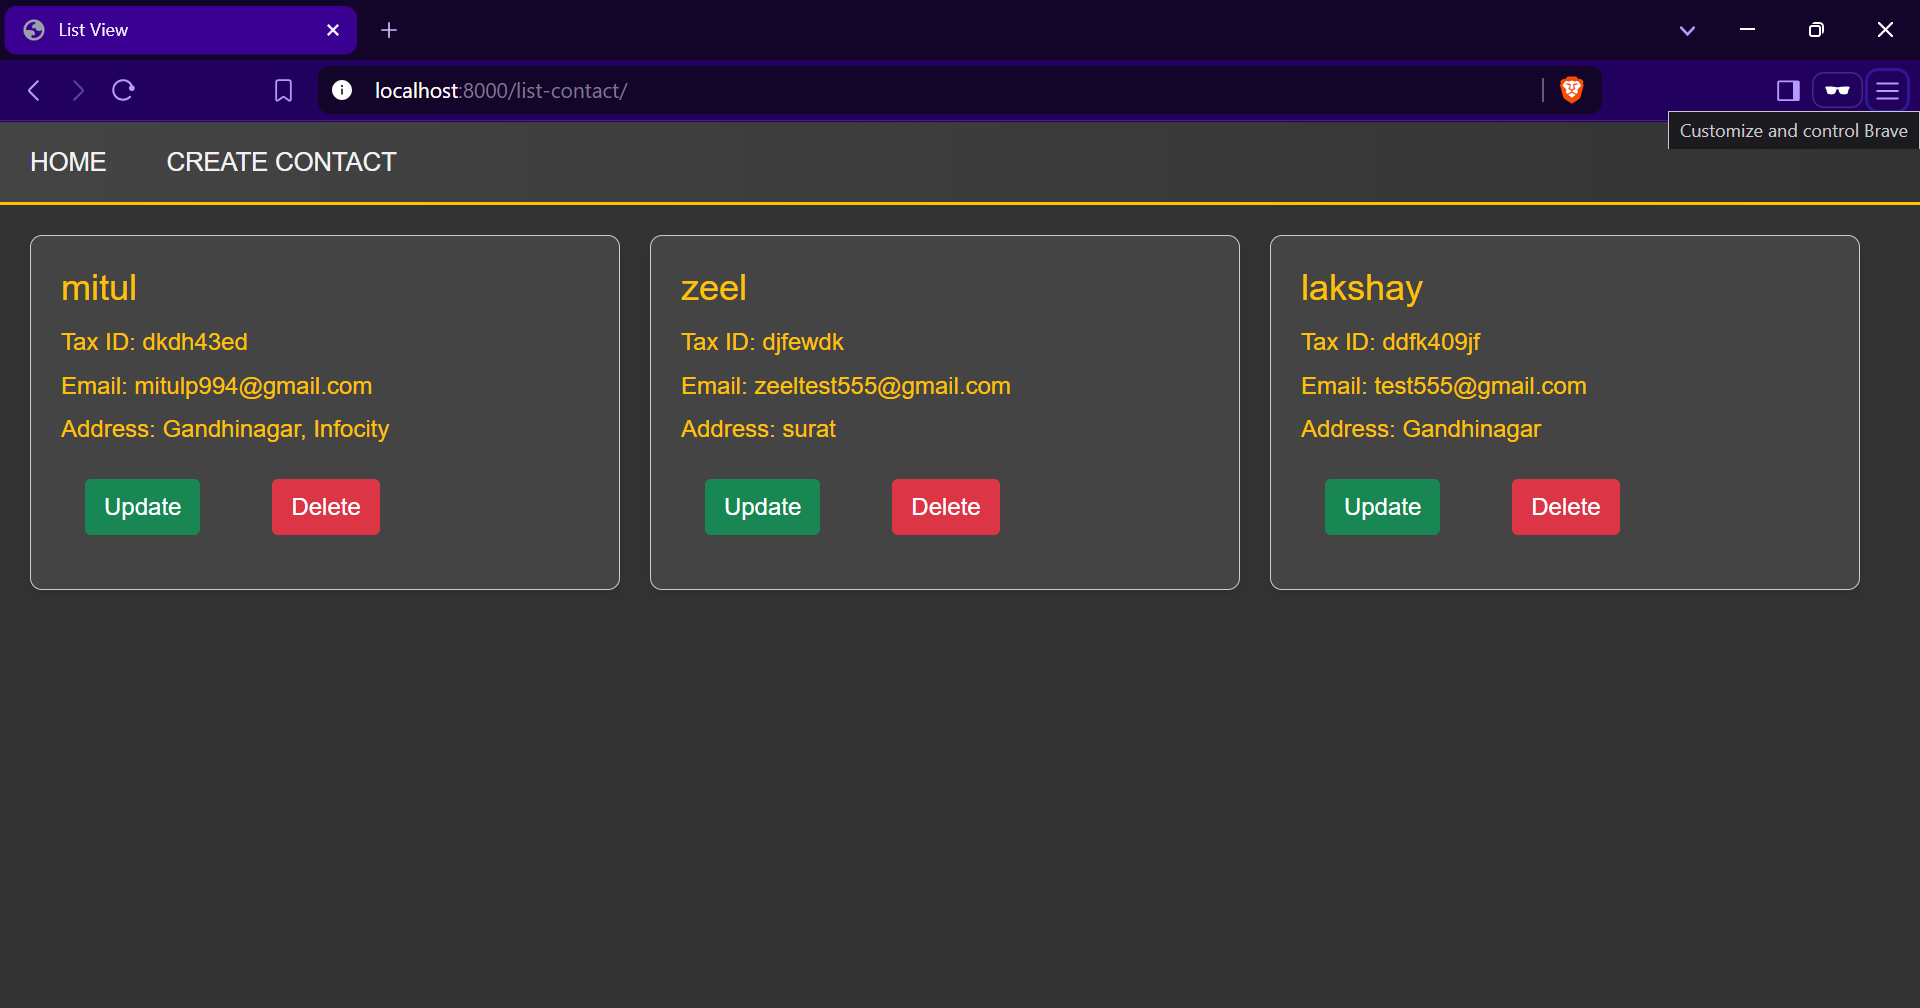 List View
localhost:8000/list-contact/
Customize and control Brave
HOME CREATE CONTACT
mitul
Tax ID: dkdh43ed
Email: mitulp994@gmail.com
Address: Gandhinagar, Infocity
Update Delete
zeel
Tax ID: djfewdk
Email: zeeltest555@gmail.com
Address: surat
Update Delete
lakshay
Tax ID: ddfk409jf
Email: test555@gmail.com
Address: Gandhinagar
Update Delete